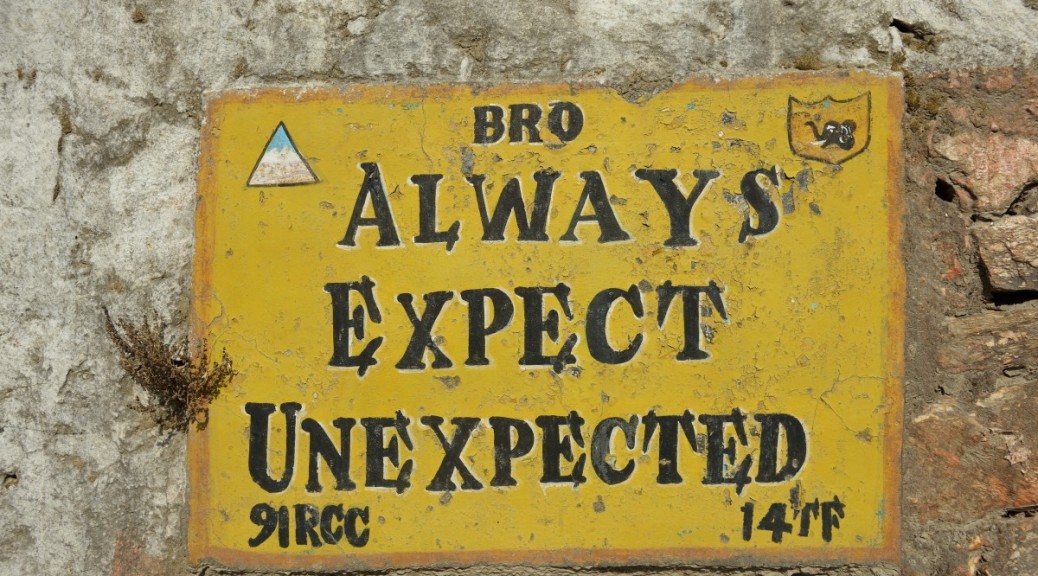 BRO
ALWAYS
EXPECT
UNEXPECTED
91RCC 14TF